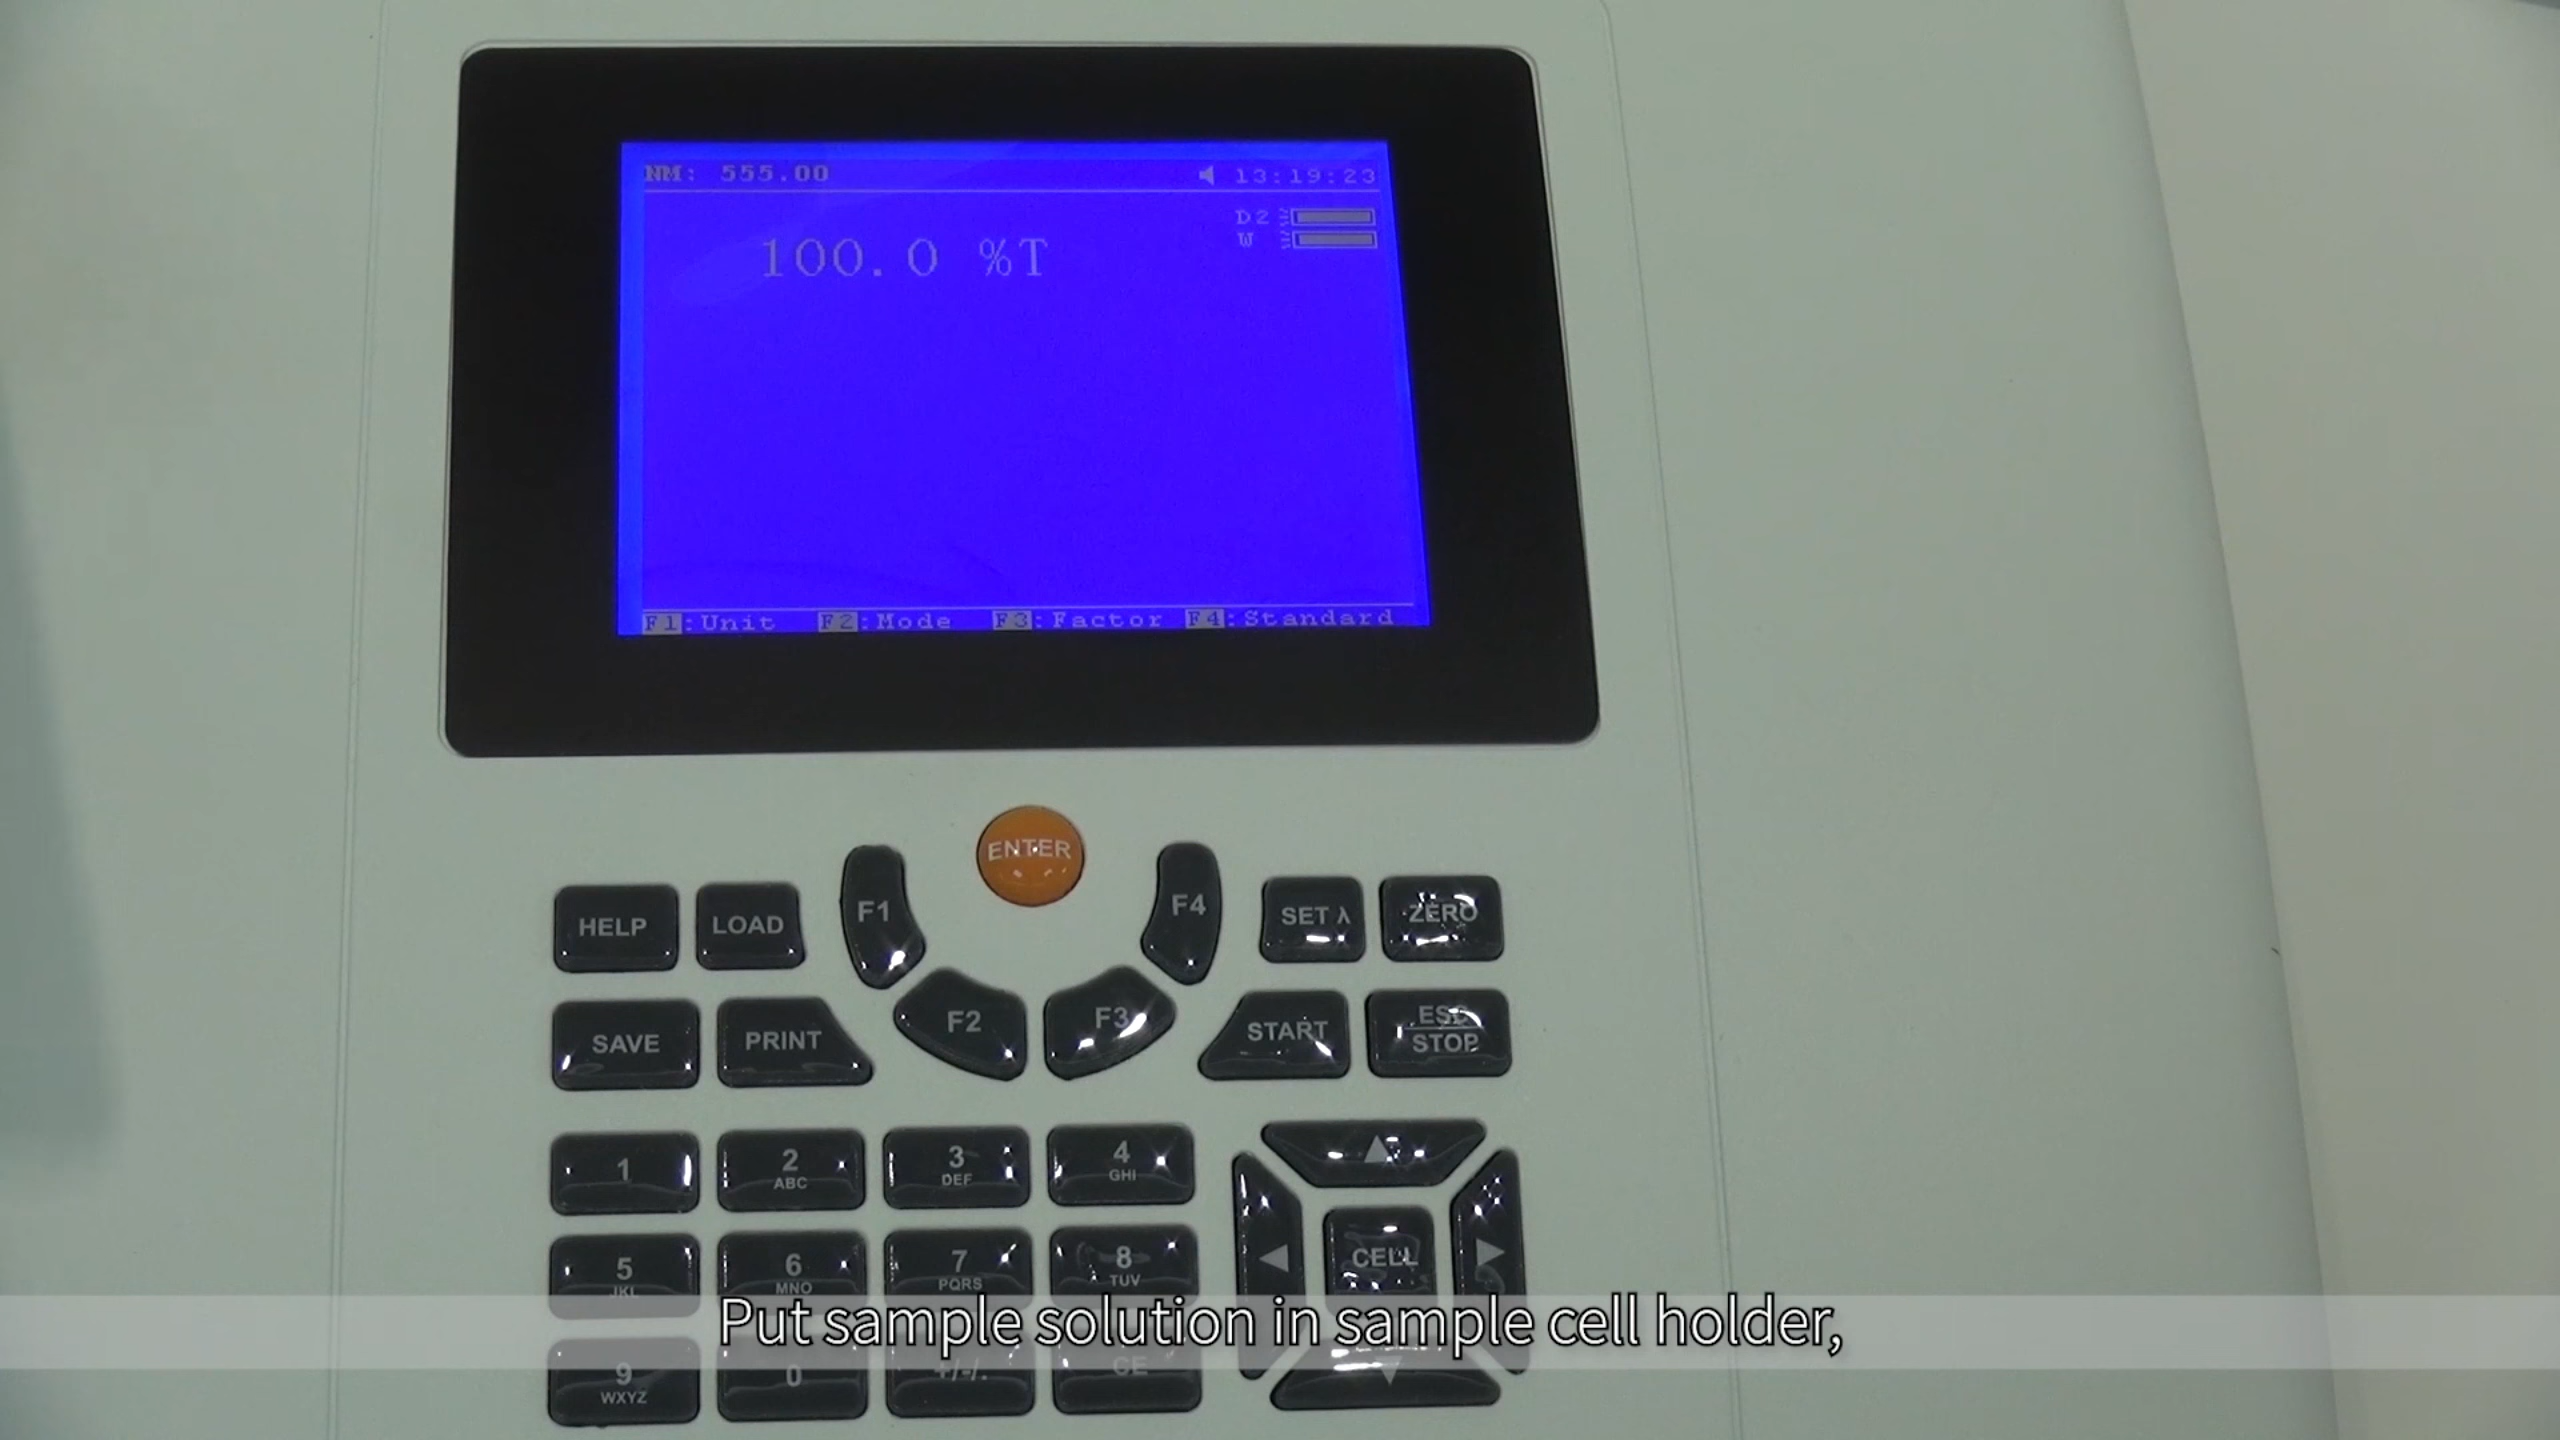 NM: 555.00 13:19:23
D2
W
100.0 %T
F1:Unit F2:Mode F3:Factor F4:Standard
ENTER
HELP LOAD F1 F4 SET λ ZERO
SAVE PRINT F2 F3 START ESC
STOP
1 2 3 4
ABC DEF GHI
5 6 7 8 CELL
JKL MNO PQRS TUV
Put sample solution in sample cell holder,
9 0 +/-/. CE
WXYZ